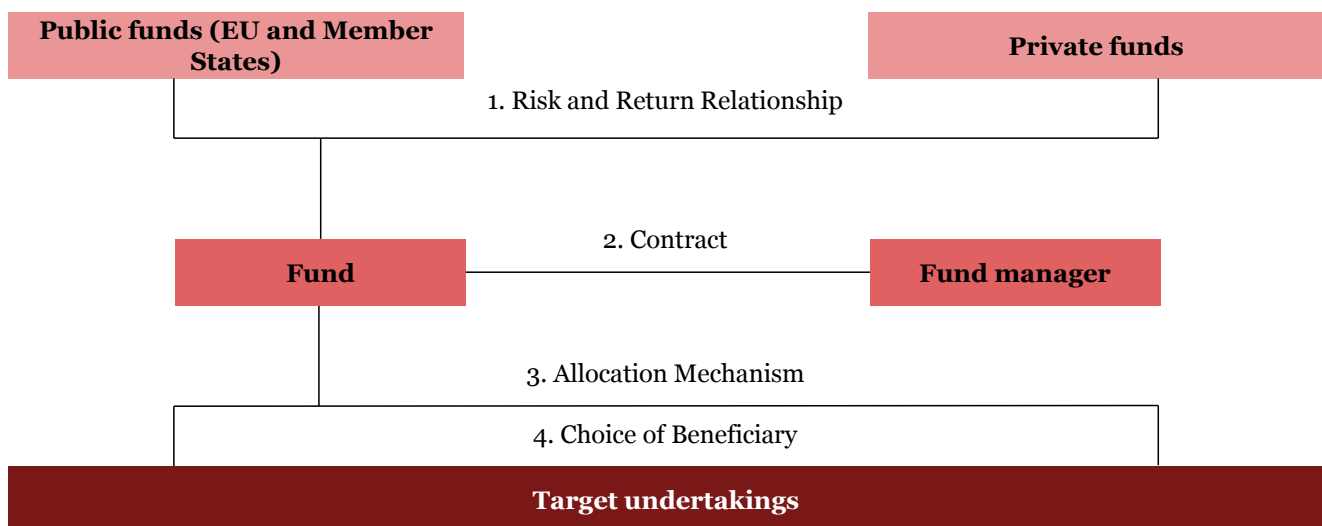 Public funds (EU and Member
States)
Private funds
1. Risk and Return Relationship
2. Contract
Fund
Fund manager
3. Allocation Mechanism
4. Choice of Beneficiary
Target undertakings